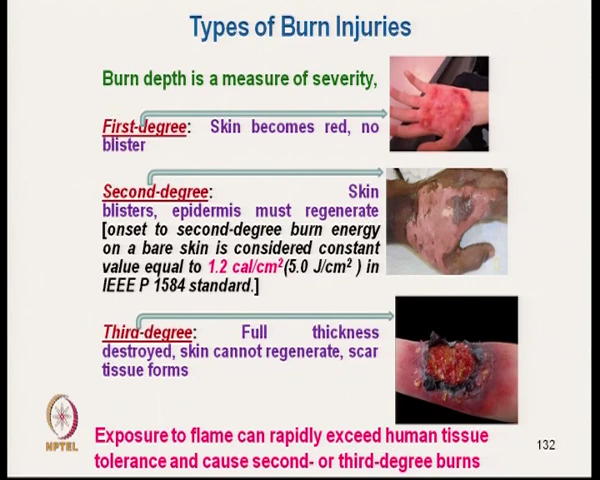 Types of Burn Injuries
Burn depth is a measure of severity,
First-degree: Skin becomes red, no
blister
Second-degree: Skin
blisters, epidermis must regenerate
[onset to second-degree burn energy
on a bare skin is considered constant
value equal to 1.2 cal/cm²(5.0 J/cm² ) in
IEEE P 1584 standard.]
Third-degree: Full thickness
destroyed, skin cannot regenerate, scar
tissue forms
NPTEL
Exposure to flame can rapidly exceed human tissue
tolerance and cause second- or third-degree burns
132